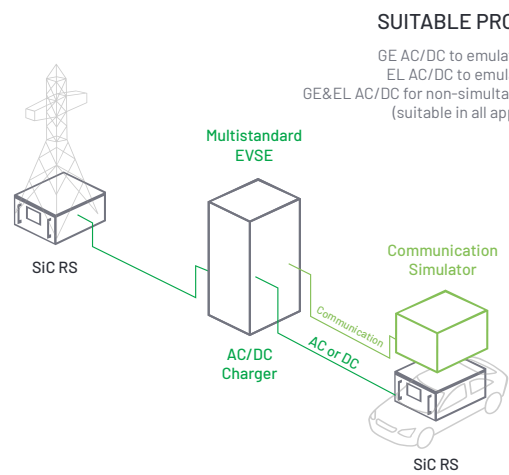 SUITABLE PRO
GE AC/DC to emula
EL AC/DC to emul
GE&EL AC/DC for non-simulta
(suitable in all app
Multistandard
EVSE
SiC RS
Communication
Simulator
Communication
AC or DC
AC/DC
Charger
SiC RS